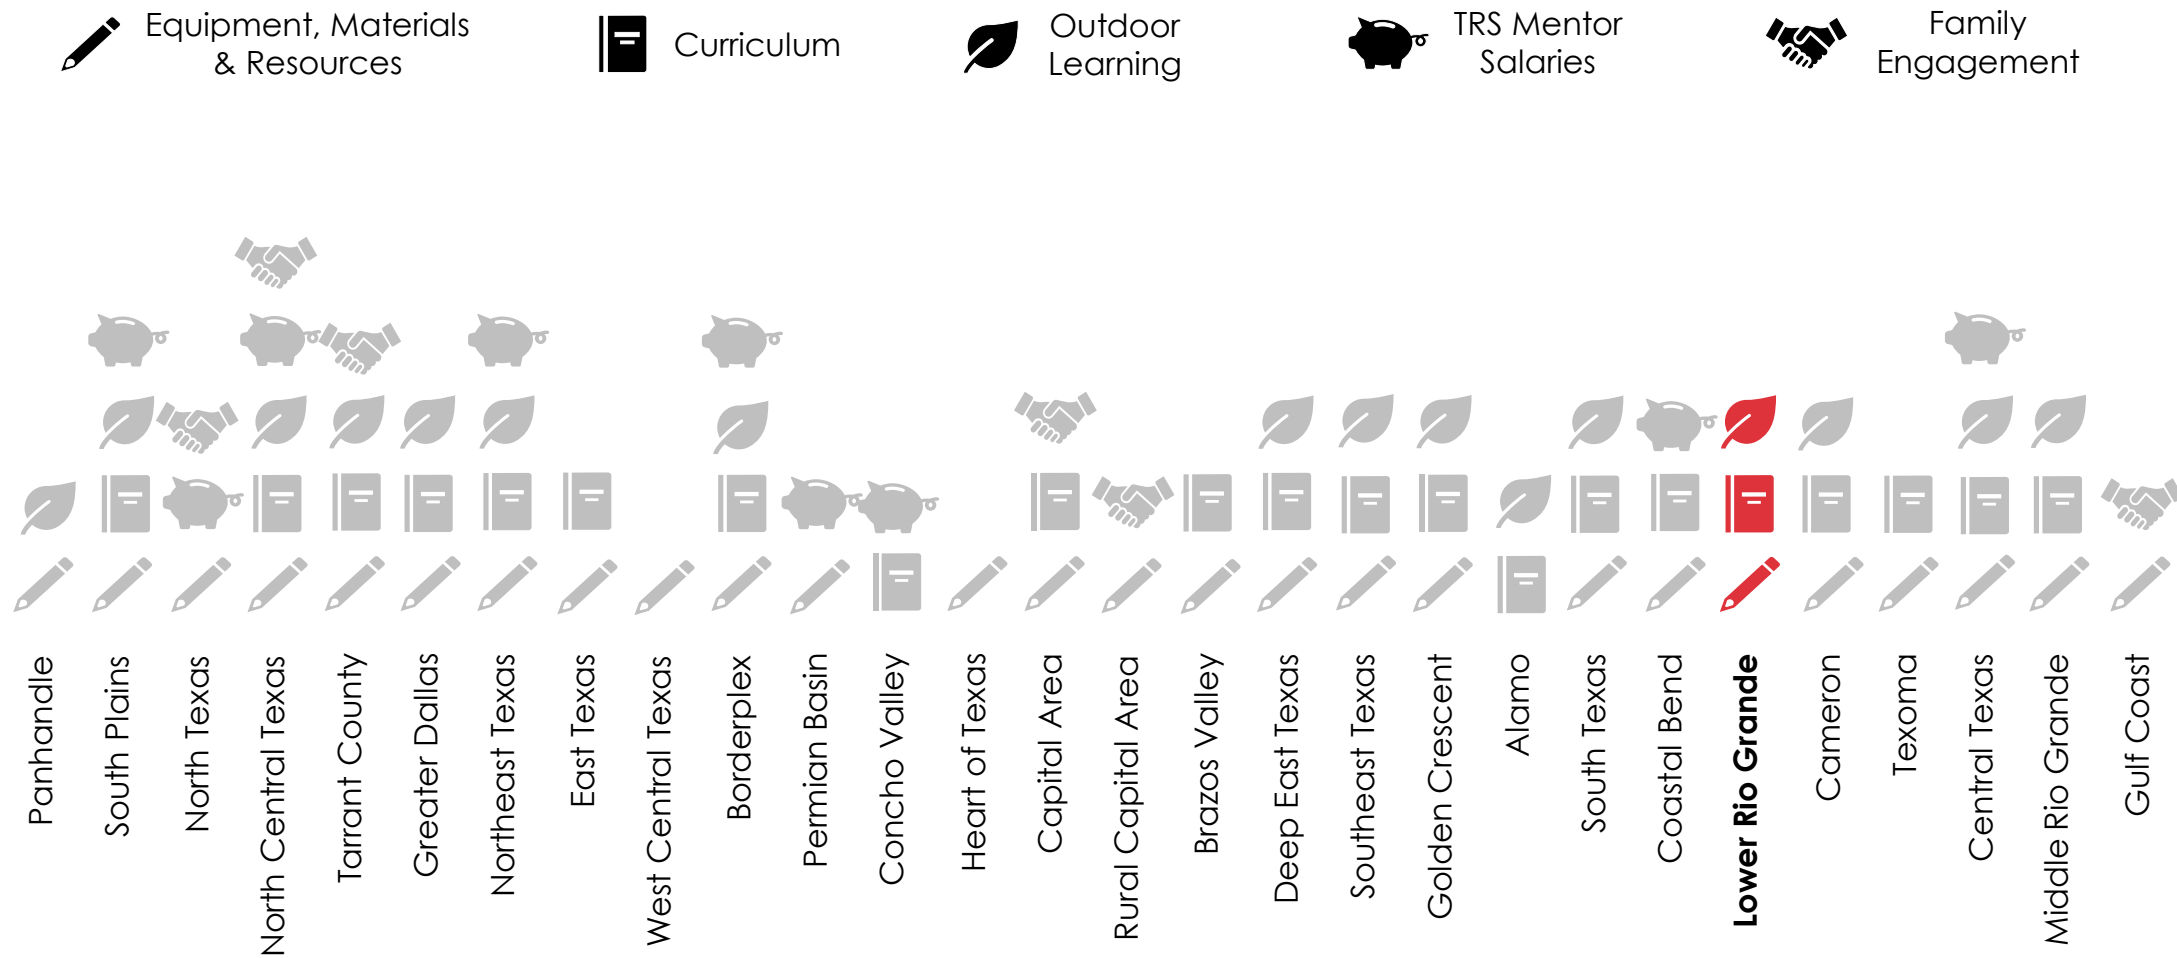 Equipment, Materials
& Resources
Curriculum
Outdoor
Learning
TRS Mentor
Salaries
Family
Engagement
Panhandle
South Plains
North Texas
North Central Texas
Tarrant County
Greater Dallas
Northeast Texas
East Texas
West Central Texas
Borderplex
Permian Basin
Concho Valley
Heart of Texas
Capital Area
Rural Capital Area
Brazos Valley
Deep East Texas
Southeast Texas
Golden Crescent
Alamo
South Texas
Coastal Bend
Lower Rio Grande
Cameron
Texoma
Central Texas
Middle Rio Grande
Gulf Coast